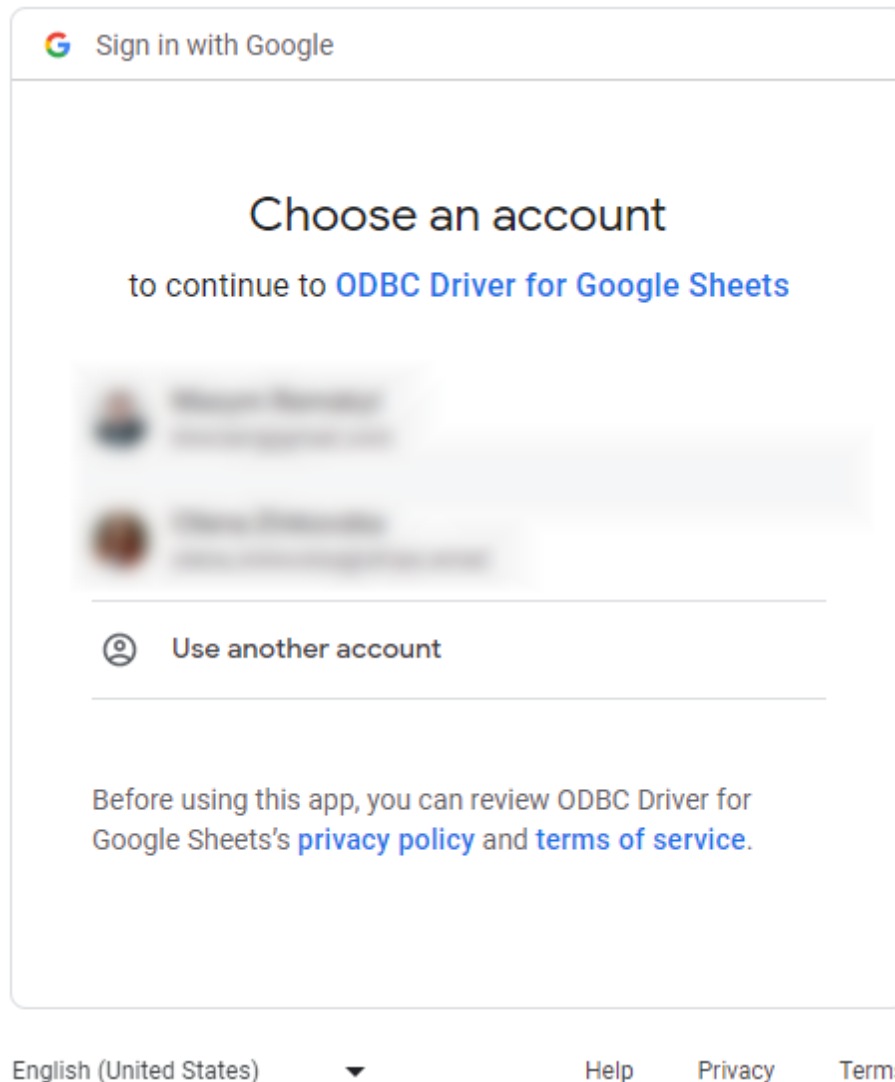 Sign in with Google
Choose an account
to continue to ODBC Driver for Google Sheets
Use another account
Before using this app, you can review ODBC Driver for
Google Sheets's privacy policy and terms of service.
English (United States)
Help Privacy Term